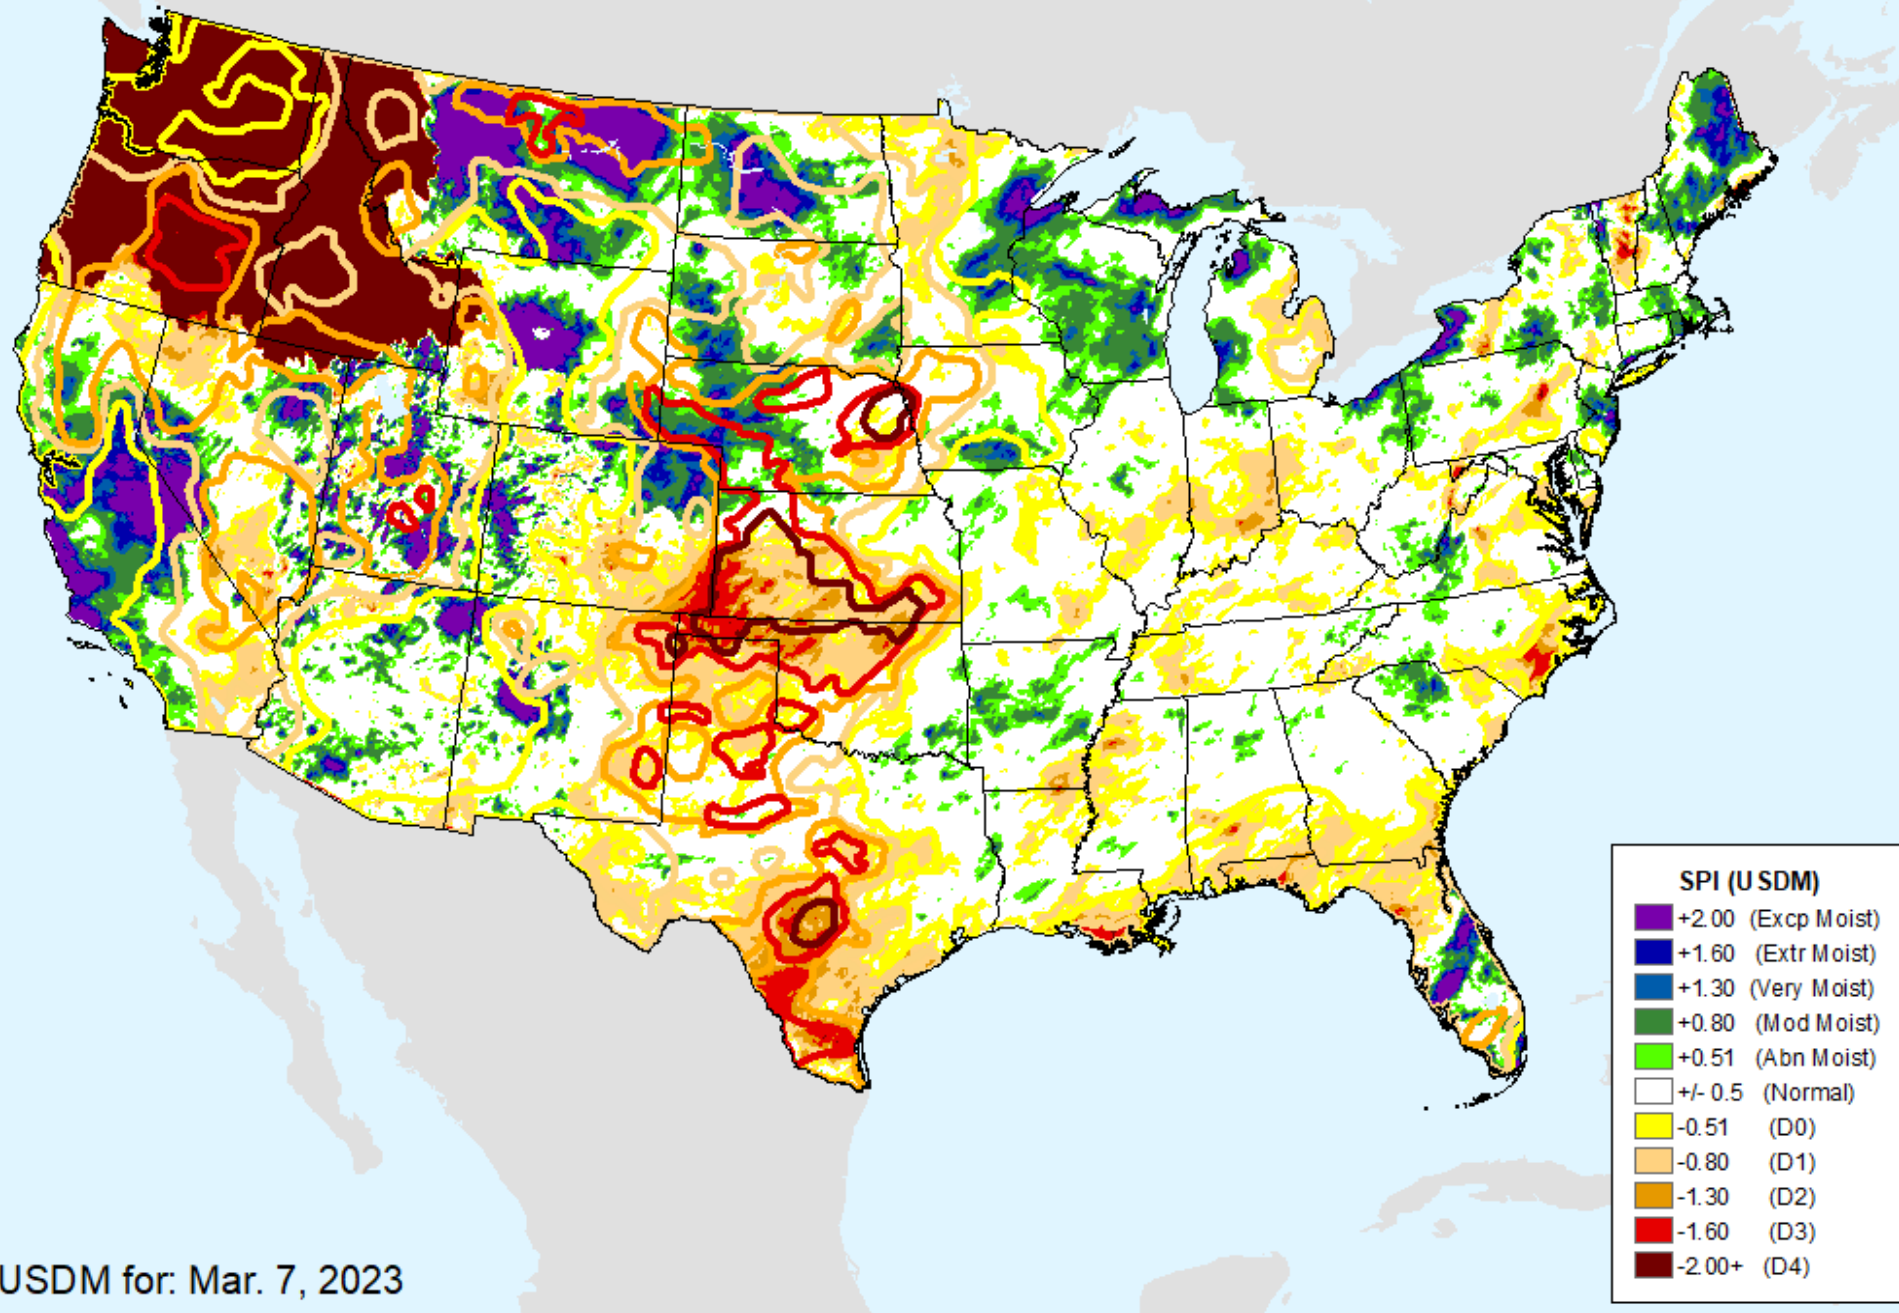 SPI (USDM)
+2.00 (Excp Moist)
+1.60 (Extr Moist)
+1.30 (Very Moist)
+0.80 (Mod Moist)
+0.51 (Abn Moist)
+/- 0.5 (Normal)
-0.51 (D0)
-0.80 (D1)
-1.30 (D2)
-1.60 (D3)
-2.00+ (D4)
USDM for: Mar. 7, 2023